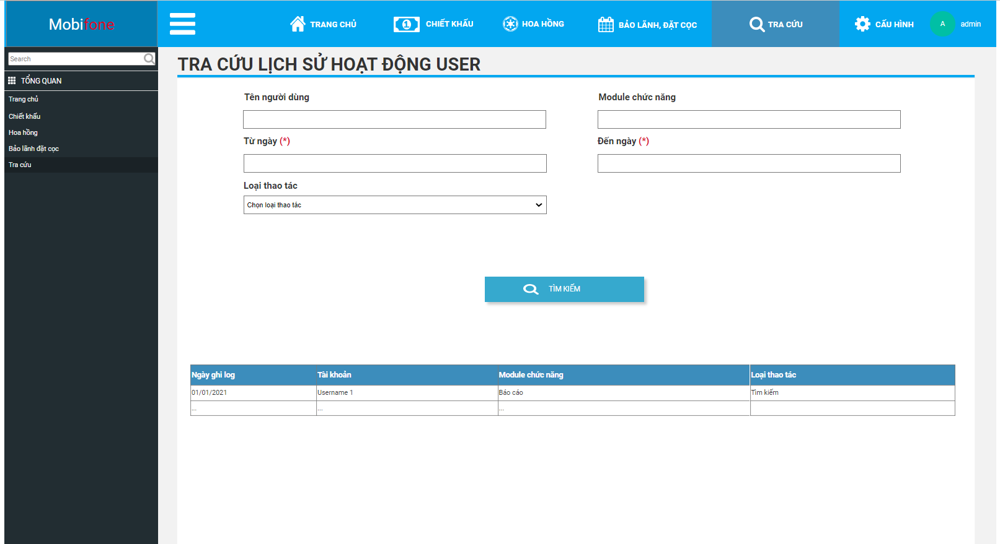 Mobifone
TRANG CHỦ
CHIẾT KHẤU
HOA HỒNG
BẢO LÃNH, ĐẶT CỌC
TRA CỨU
CẤU HÌNH
A
admin
Search
TỔNG QUAN
Trang chủ
Chiết khấu
Hoa hồng
Bảo lãnh đặt cọc
Tra cứu
TRA CỨU LỊCH SỬ HOẠT ĐỘNG USER
Tên người dùng
Module chức năng
Từ ngày (*)
Đến ngày (*)
Loại thao tác
Chọn loại thao tác
TÌM KIẾM
Ngày ghi log Tài khoản Module chức năng Loại thao tác
01/01/2021 Username 1 Báo cáo Tìm kiếm
... ... ...